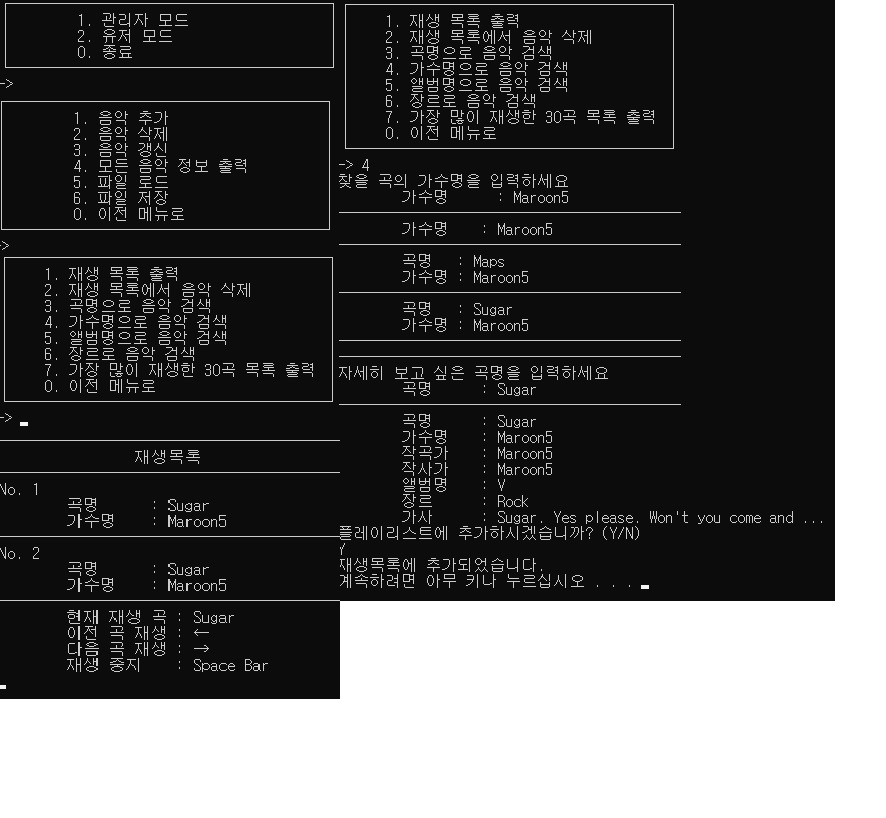 1. 관리자 모드
2. 유저 모드
0. 종료
->
1. 음악 추가
2. 음악 삭제
3. 음악 갱신
4. 모든 음악 정보 출력
5. 파일 로드
6. 파일 저장
0. 이전 메뉴로
->
1. 재생 목록 출력
2. 재생 목록에서 음악 삭제
3. 곡명으로 음악 검색
4. 가수명으로 음악 검색
5. 앨범명으로 음악 검색
6. 장르로 음악 검색
7. 가장 많이 재생한 30곡 목록 출력
0. 이전 메뉴로
->
재생목록
No. 1
곡명 : Sugar
가수명 : Maroon5
No. 2
곡명 : Sugar
가수명 : Maroon5
현재 재생 곡 : Sugar
이전 곡 재생 : ←
다음 곡 재생 : →
재생 중지 : Space Bar
1. 재생 목록 출력
2. 재생 목록에서 음악 삭제
3. 곡명으로 음악 검색
4. 가수명으로 음악 검색
5. 앨범명으로 음악 검색
6. 장르로 음악 검색
7. 가장 많이 재생한 30곡 목록 출력
0. 이전 메뉴로
-> 4
찾을 곡의 가수명을 입력하세요
가수명 : Maroon5
가수명 : Maroon5
곡명 : Maps
가수명 : Maroon5
곡명 : Sugar
가수명 : Maroon5
자세히 보고 싶은 곡명을 입력하세요
곡명 : Sugar
곡명 : Sugar
가수명 : Maroon5
작곡가 : Maroon5
작사가 : Maroon5
앨범명 : V
장르 : Rock
가사 : Sugar. Yes please. Won't you come and ...
플레이리스트에 추가하시겠습니까? (Y/N)
Y
재생목록에 추가되었습니다.
계속하려면 아무 키나 누르십시오 . . .